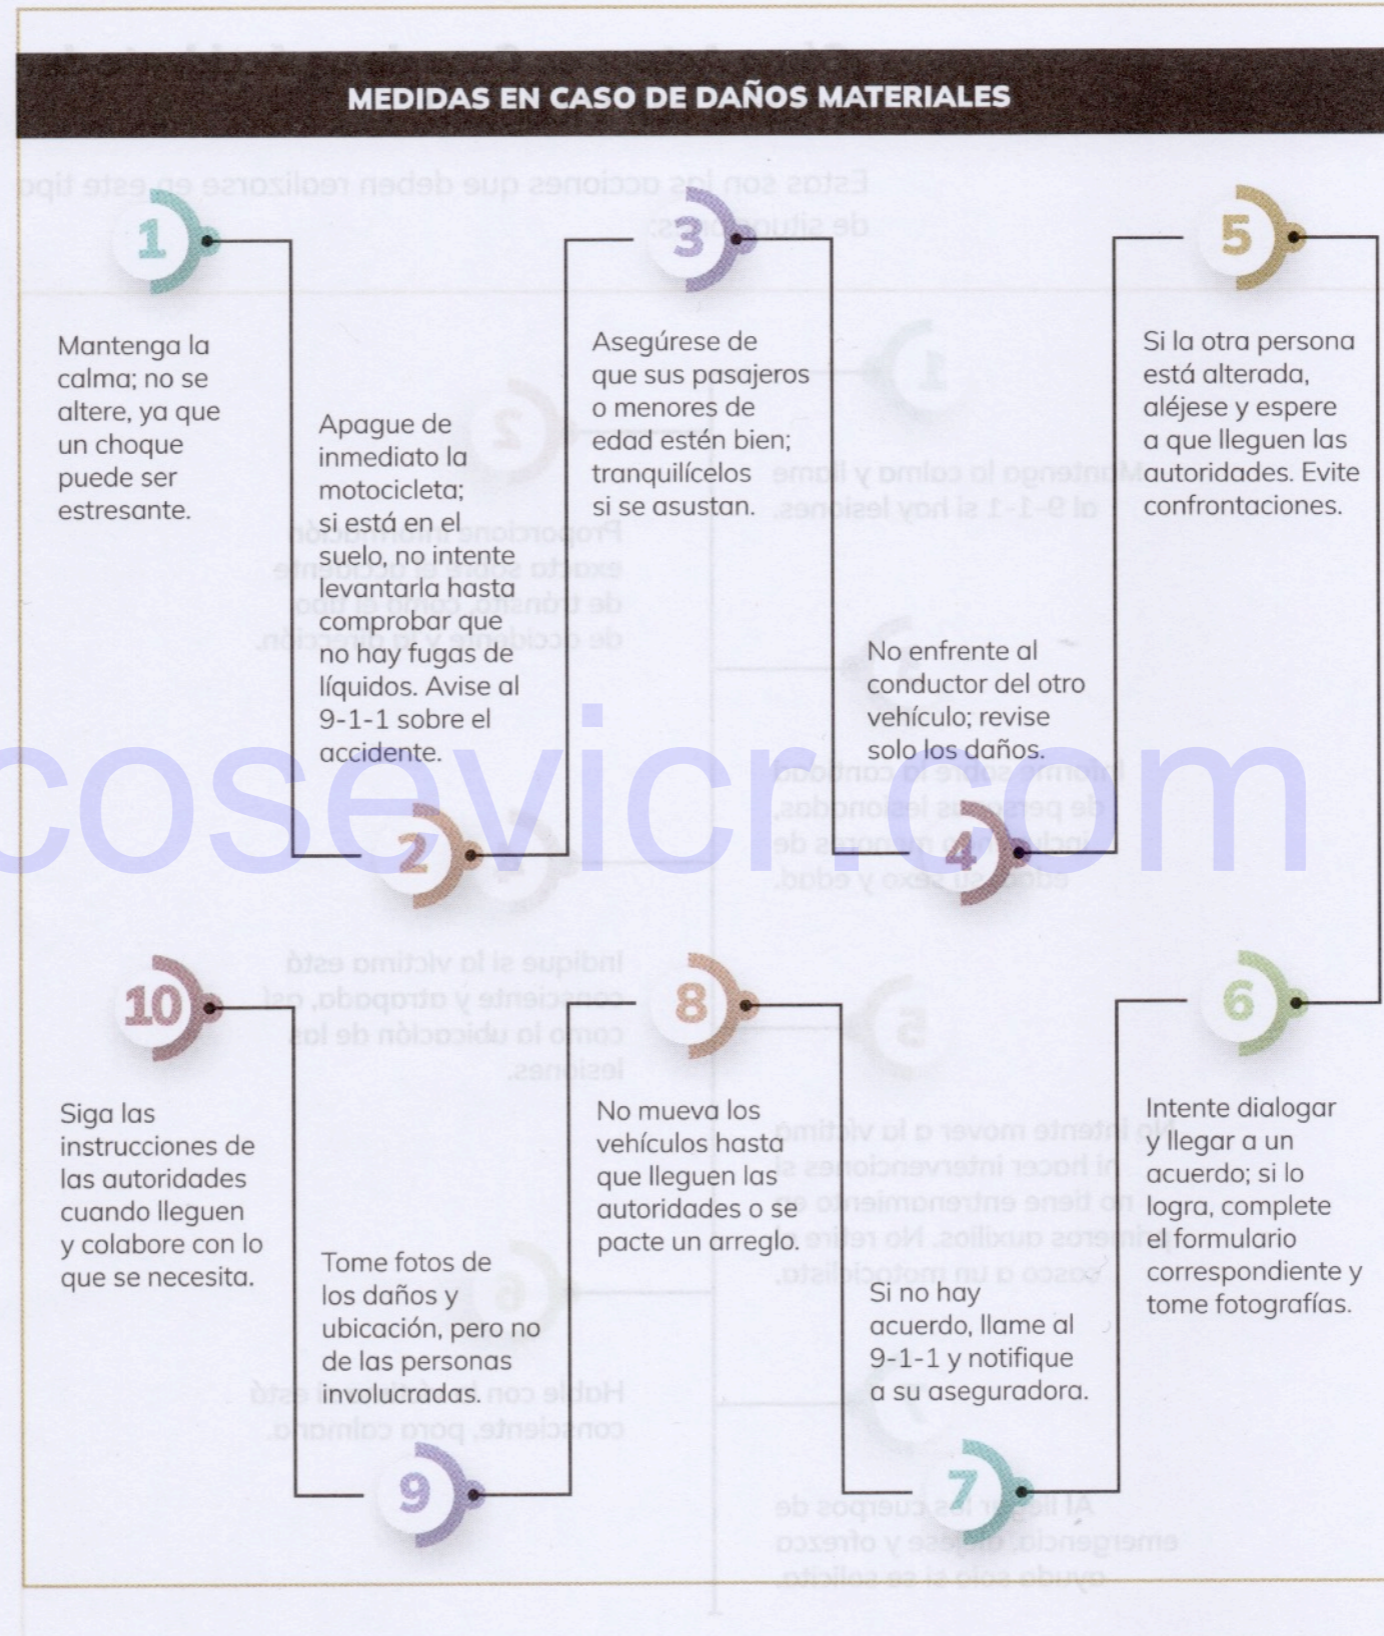 MEDIDAS EN CASO DE DAÑOS MATERIALES
1
Mantenga la
calma; no se
altere, ya que
un choque
puede ser
estresante.
Apague de
inmediato la
motocicleta;
si está en el
suelo, no intente
levantarla hasta
comprobar que
no hay fugas de
líquidos. Avise al
9-1-1 sobre el
accidente.
2
3
Asegúrese de
que sus pasajeros
o menores de
edad estén bien;
tranquilícelos
si se asustan.
No enfrente al
conductor del otro
vehículo; revise
solo los daños.
4
5
Si la otra persona
está alterada,
aléjese y espere
a que lleguen las
autoridades. Evite
confrontaciones.
6
Intente dialogar
y llegar a un
acuerdo; si lo
logra, complete
el formulario
correspondiente y
tome fotografías.
Si no hay
acuerdo, llame al
9-1-1 y notifique
a su aseguradora.
7
8
No mueva los
vehículos hasta
que lleguen las
autoridades o se
pacte un arreglo.
Tome fotos de
los daños y
ubicación, pero no
de las personas
involucradas.
9
10
Siga las
instrucciones de
las autoridades
cuando lleguen
y colabore con lo
que se necesita.
cosevicr.com